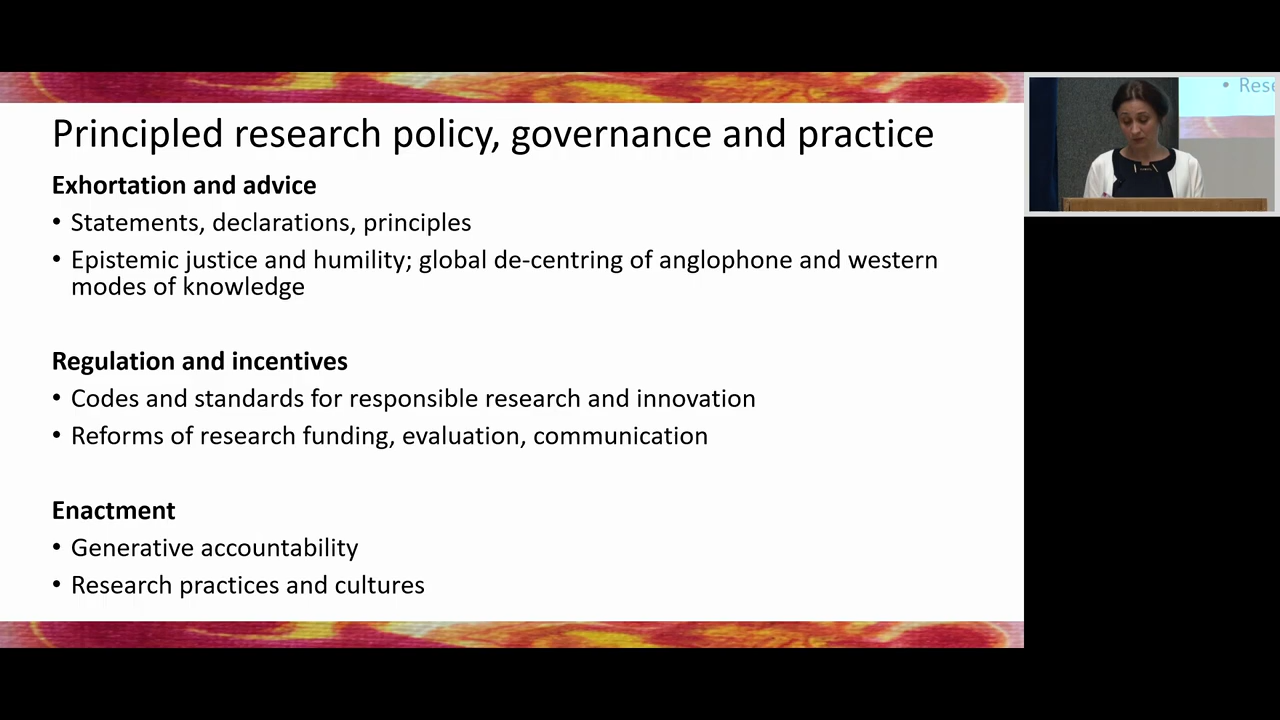 Principled research policy, governance and practice
Exhortation and advice
• Statements, declarations, principles
• Epistemic justice and humility; global de-centring of anglophone and western
modes of knowledge
Regulation and incentives
• Codes and standards for responsible research and innovation
• Reforms of research funding, evaluation, communication
Enactment
• Generative accountability
• Research practices and cultures